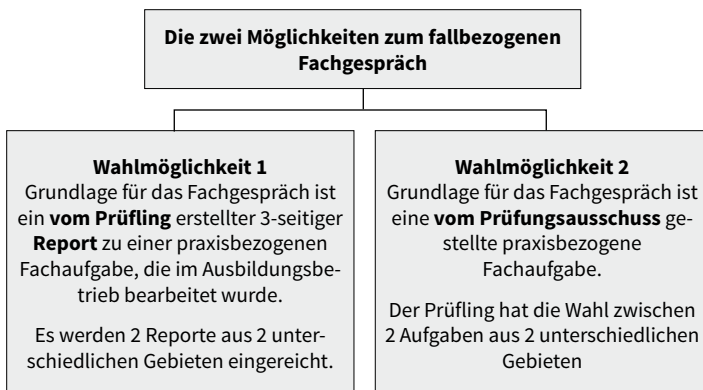 Die zwei Möglichkeiten zum fallbezogenen
Fachgespräch
Wahlmöglichkeit 1
Grundlage für das Fachgespräch ist
ein vom Prüfling erstellter 3-seitiger
Report zu einer praxisbezogenen
Fachaufgabe, die im Ausbildungsbe-
trieb bearbeitet wurde.
Es werden 2 Reporte aus 2 unter-
schiedlichen Gebieten eingereicht.
Wahlmöglichkeit 2
Grundlage für das Fachgespräch ist
eine vom Prüfungsausschuss ge-
stellte praxisbezogene
Fachaufgabe.
Der Prüfling hat die Wahl zwischen
2 Aufgaben aus 2 unterschiedlichen
Gebieten